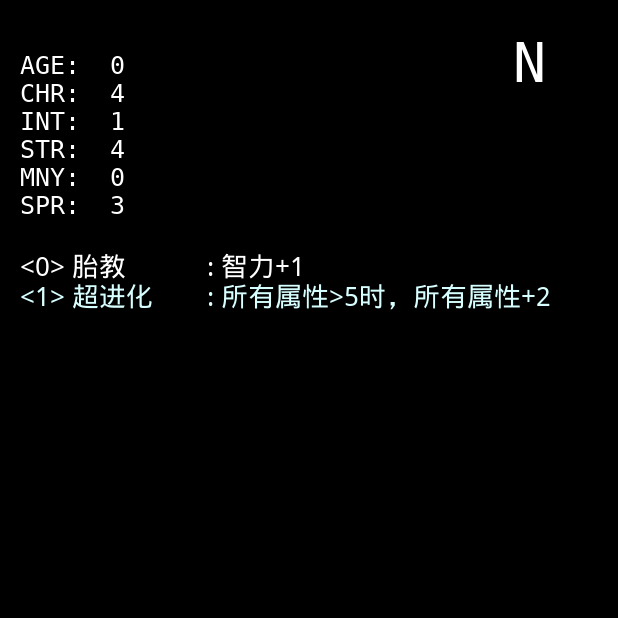 N
AGE: 0
CHR: 4
INT: 1
STR: 4
MNY: 0
SPR: 3
<0> 胎教 : 智力+1
<1> 超进化 : 所有属性>5时，所有属性+2